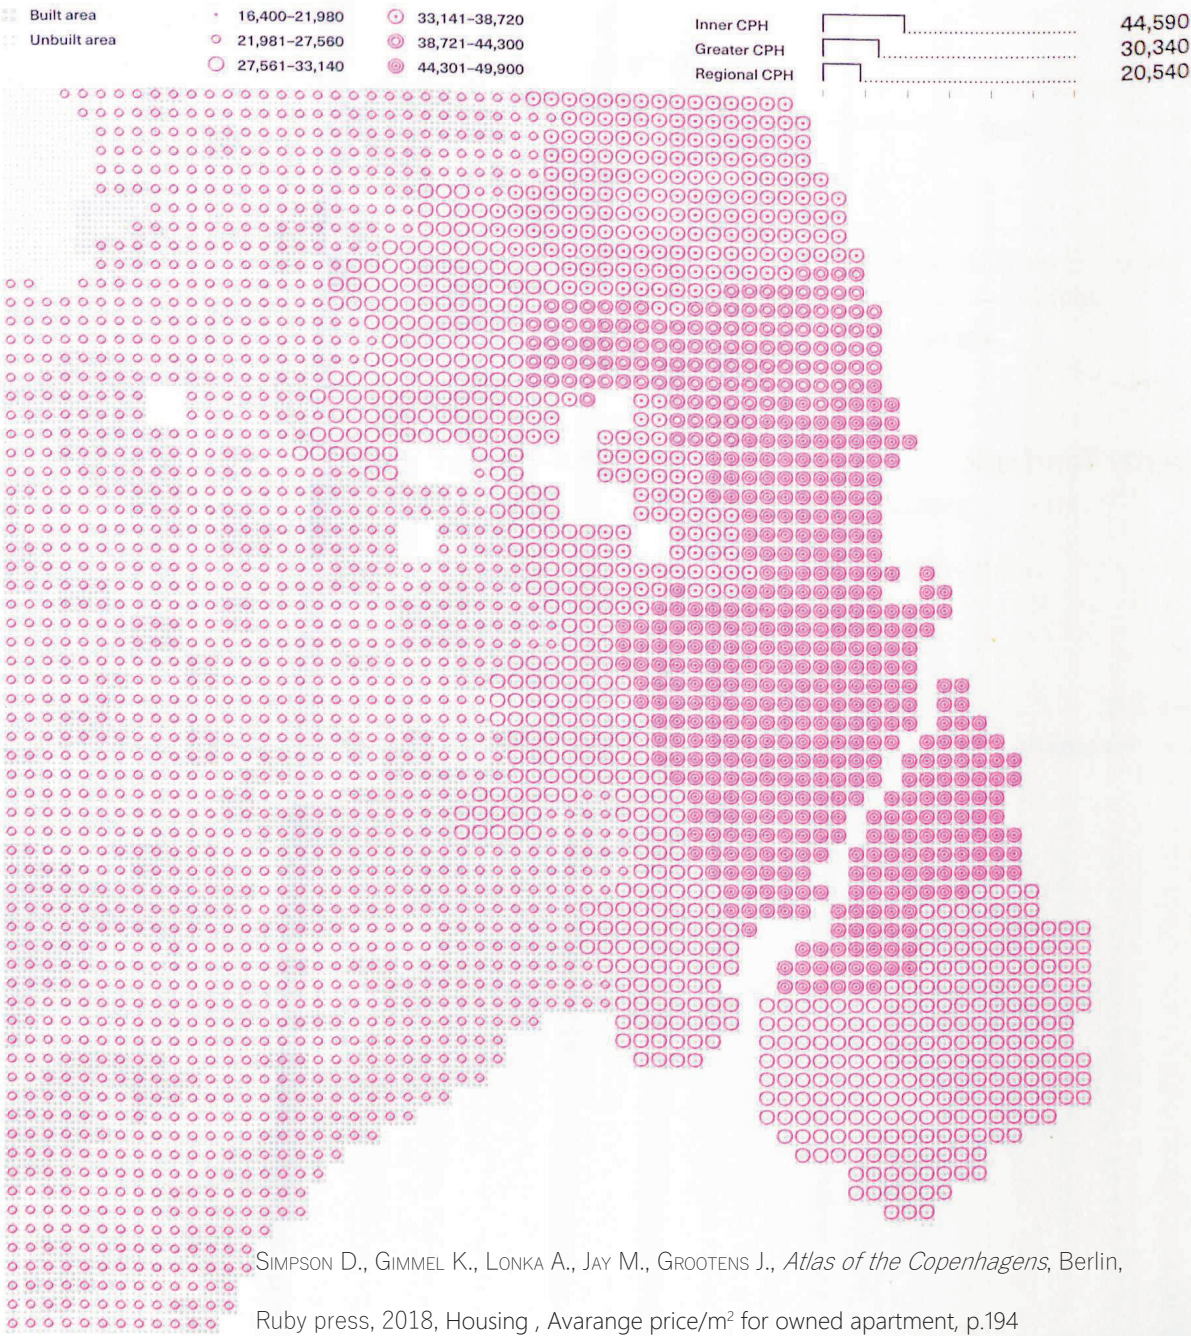 Built area
Unbuilt area
16,400–21,980
21,981–27,560
27,561–33,140
33,141–38,720
38,721–44,300
44,301–49,900
Inner CPH 44,590
Greater CPH 30,340
Regional CPH 20,540
SIMPSON D., GIMMEL K., LONKA A., JAY M., GROOTENS J., Atlas of the Copenhagens, Berlin,
Ruby press, 2018, Housing , Avarange price/m² for owned apartment, p.194